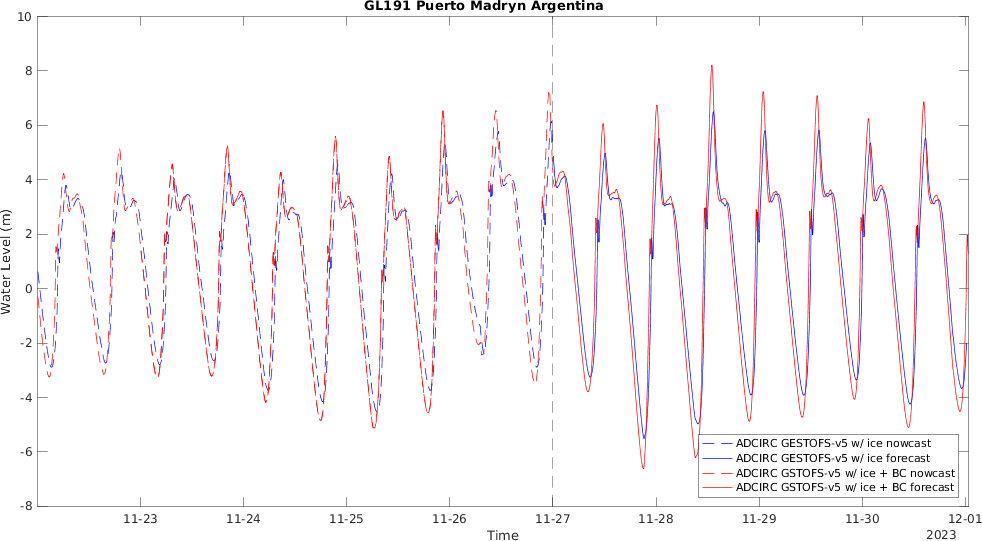 GL191 Puerto Madryn Argentina
10
8
6
4
2
0
-2
-4
-6
-8
Water Level (m)
ADCIRC GESTOFS-v5 w/ ice nowcast
ADCIRC GESTOFS-v5 w/ ice forecast
ADCIRC GSTOFS-v5 w/ ice + BC nowcast
ADCIRC GSTOFS-v5 w/ ice + BC forecast
11-23
11-24
11-25
11-26
11-27
11-28
11-29
11-30
12-01
Time
2023